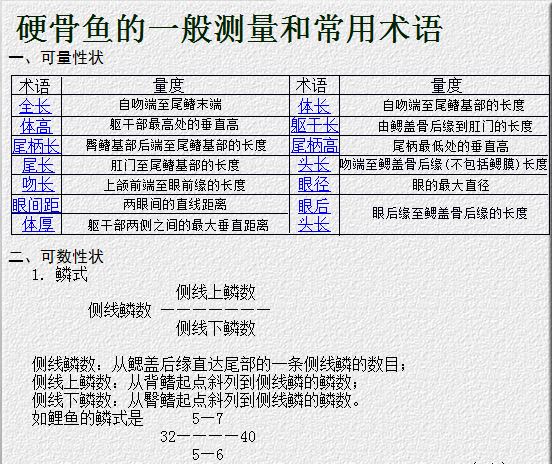 硬骨鱼的一般测量和常用术语
一、可量性状
术语 量度 术语 量度
全长 自吻端至尾鳍末端 体长 自吻端至尾鳍基部的长度
体高 躯干部最高处的垂直高 躯干长 由鳃盖骨后缘到肛门的长度
尾柄长 臀鳍基部后端至尾鳍基部的长度 尾柄高 尾柄最低处的垂直高
尾长 肛门至尾鳍基部的长度 头长 吻端至鳃盖骨后缘(不包括鳃膜)长度
吻长 上颌前端至眼前缘的长度 眼径 眼的最大直径
眼间距 两眼间的直线距离 眼后头长 眼后缘至鳃盖骨后缘的长度
体厚 躯干部两侧之间的最大垂直距离
二、可数性状
1. 鳞式
侧线上鳞数
侧线鳞数 ———————
侧线下鳞数
侧线鳞数：从鳃盖后缘直达尾部的一条侧线鳞的数目；
侧线上鳞数：从背鳍起点斜列到侧线鳞的鳞数；
侧线下鳞数：从臀鳍起点斜列到侧线鳞的鳞数。
如鲤鱼的鳞式是 5—7
32————40
5—6